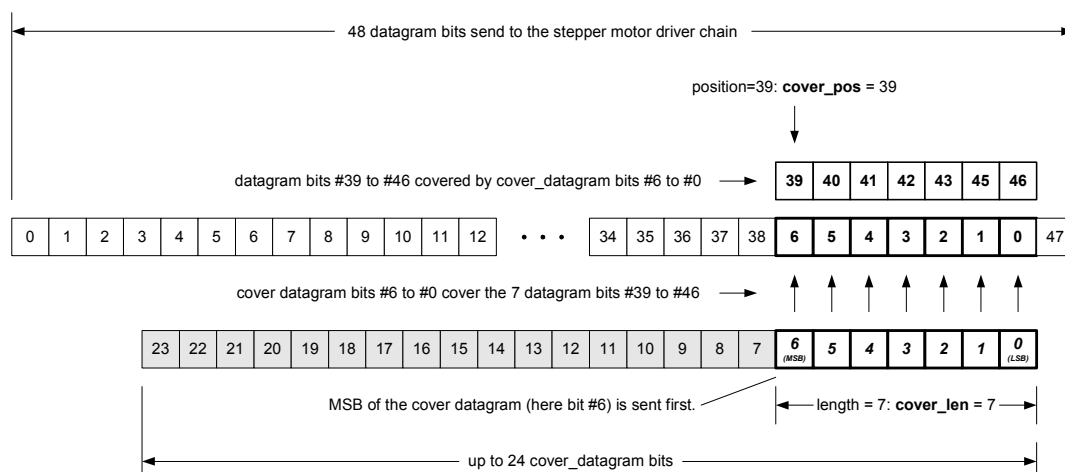 48 datagram bits send to the stepper motor driver chain
position=39: cover_pos = 39
datagram bits #39 to #46 covered by cover_datagram bits #6 to #0
39 40 41 42 43 45 46
0 1 2 3 4 5 6 7 8 9 10 11 12 • • • 34 35 36 37 38 6 5 4 3 2 1 0 47
cover datagram bits #6 to #0 cover the 7 datagram bits #39 to #46
23 22 21 20 19 18 17 16 15 14 13 12 11 10 9 8 7 6 5 4 3 2 1 0
(MSB) (LSB)
MSB of the cover datagram (here bit #6) is sent first.
length = 7: cover_len = 7
up to 24 cover_datagram bits